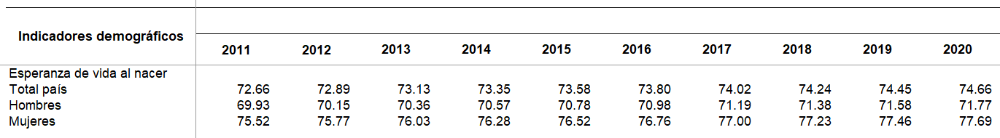 Indicadores demográficos
2011 2012 2013 2014 2015 2016 2017 2018 2019 2020
Esperanza de vida al nacer
Total país 72.66 72.89 73.13 73.35 73.58 73.80 74.02 74.24 74.45 74.66
Hombres 69.93 70.15 70.36 70.57 70.78 70.98 71.19 71.38 71.58 71.77
Mujeres 75.52 75.77 76.03 76.28 76.52 76.76 77.00 77.23 77.46 77.69